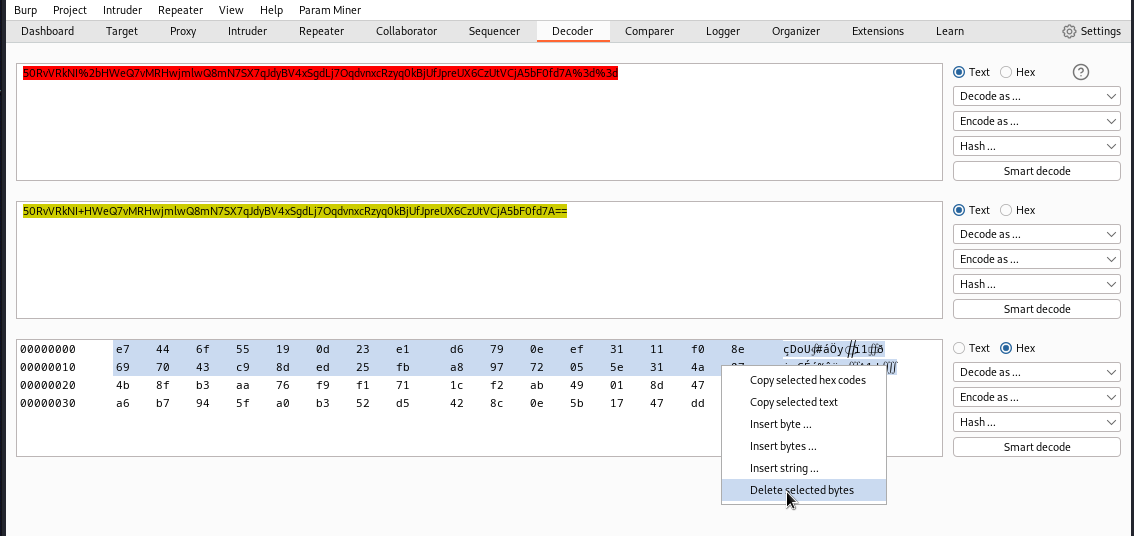 Burp Project Intruder Repeater View Help Param Miner
Dashboard Target Proxy Intruder Repeater Collaborator Sequencer Decoder Comparer Logger Organizer Extensions Learn Settings
50RvVRkNI%2bHWeQ7vMRHwjmlwQ8mN7SX7qJdyBV4xSgdLj7OqdvnxcRzyq0kBjUfJpreUX6CzUtVCjA5bF0fd7A%3d%3d
Text Hex ?
Decode as ...
Encode as ...
Hash ...
Smart decode
50RvVRkNI+HWeQ7vMRHwjmlwQ8mN7SX7qJdyBV4xSgdLj7OqdvnxcRzyq0kBjUfJpreUX6CzUtVCjA5bF0fd7A==
Text Hex
Decode as ...
Encode as ...
Hash ...
Smart decode
00000000 e7 44 6f 55 19 0d 23 e1 d6 79 0e ef 31 11 f0 8e
00000010 69 70 43 c9 8d ed 25 fb a8 97 72 05 5e 31 4a
00000020 4b 8f b3 aa 76 f9 f1 71 1c f2 ab 49 01 8d 47
00000030 a6 b7 94 5f a0 b3 52 d5 42 8c 0e 5b 17 47 dd
Text Hex
Decode as ...
Encode as ...
Hash ...
Smart decode
Copy selected hex codes
Copy selected text
Insert byte ...
Insert bytes ...
Insert string ...
Delete selected bytes